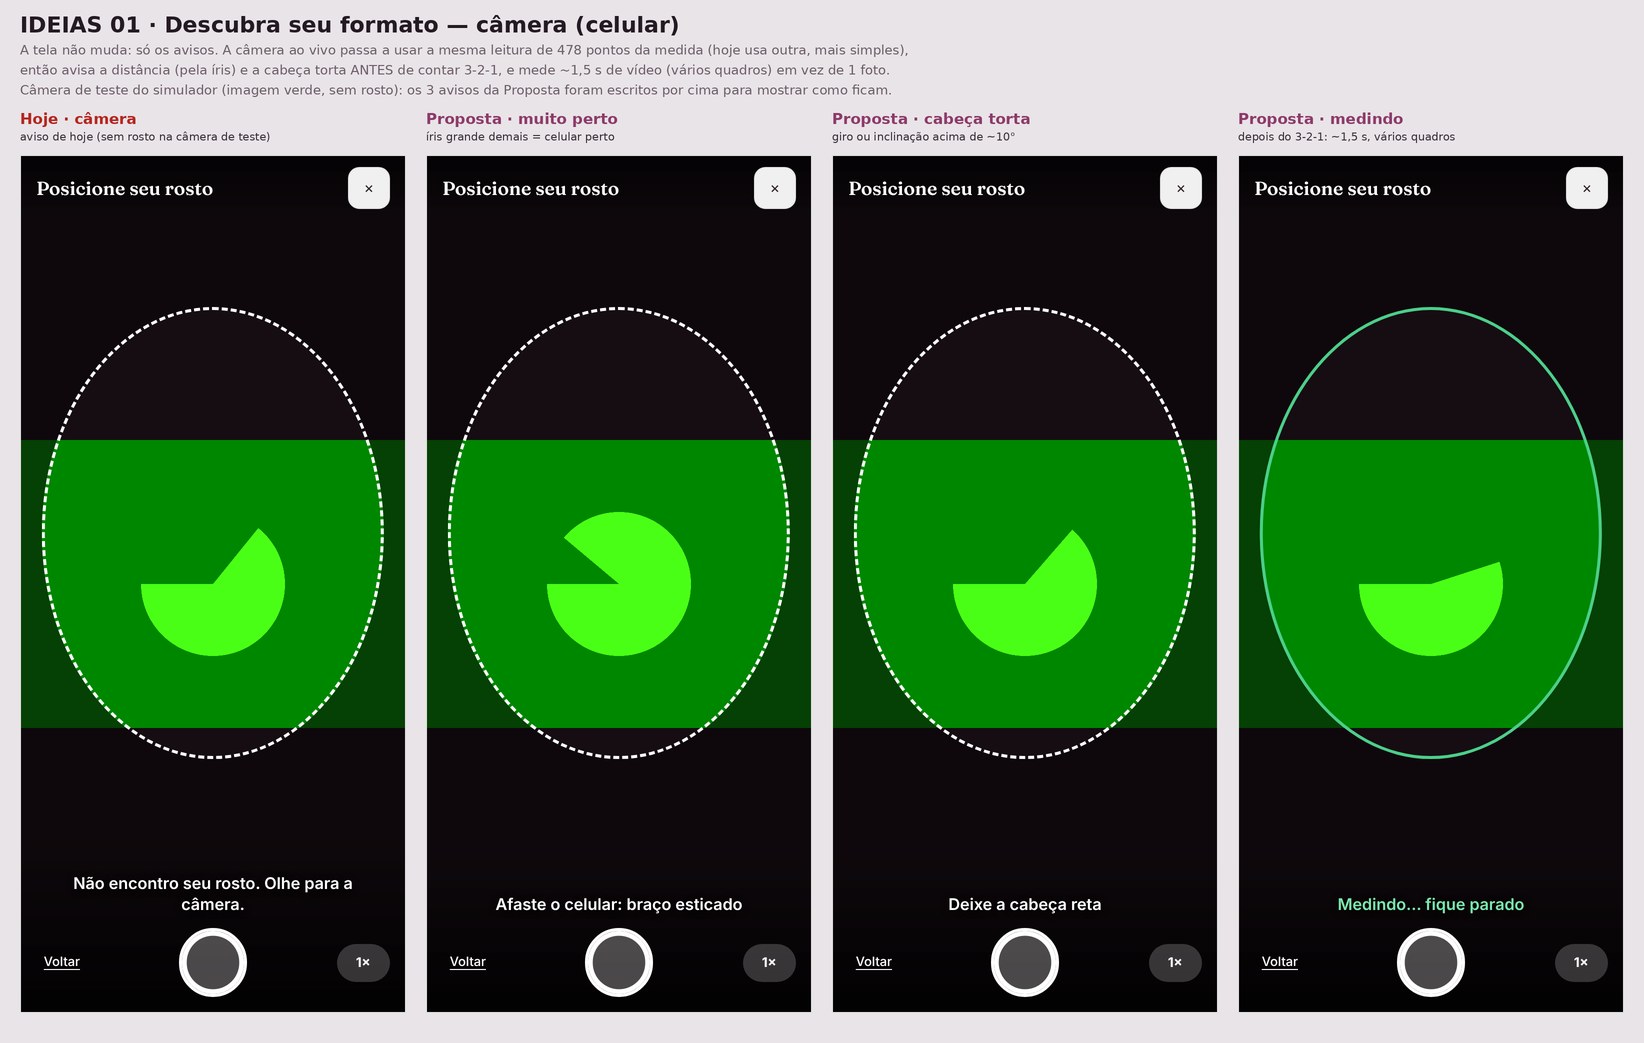 IDEIAS 01 · Descubra seu formato — câmera (celular)
A tela não muda: só os avisos. A câmera ao vivo passa a usar a mesma leitura de 478 pontos da medida (hoje usa outra, mais simples),
então avisa a distância (pela íris) e a cabeça torta ANTES de contar 3-2-1, e mede ~1,5 s de vídeo (vários quadros) em vez de 1 foto.
Câmera de teste do simulador (imagem verde, sem rosto): os 3 avisos da Proposta foram escritos por cima para mostrar como ficam.
Hoje · câmera
aviso de hoje (sem rosto na câmera de teste)
Posicione seu rosto
×
Não encontro seu rosto. Olhe para a
câmera.
Voltar
1×
Proposta · muito perto
íris grande demais = celular perto
Posicione seu rosto
×
Afaste o celular: braço esticado
Voltar
1×
Proposta · cabeça torta
giro ou inclinação acima de ~10°
Posicione seu rosto
×
Deixe a cabeça reta
Voltar
1×
Proposta · medindo
depois do 3-2-1: ~1,5 s, vários quadros
Posicione seu rosto
×
Medindo... fique parado
Voltar
1×